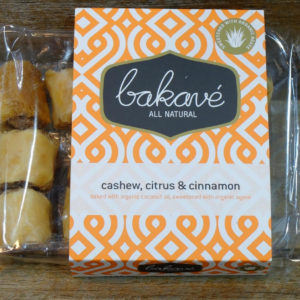 bakavé
ALL NATURAL
cashew, citrus & cinnamon
baked with organic coconut oil, sweetened with organic agave